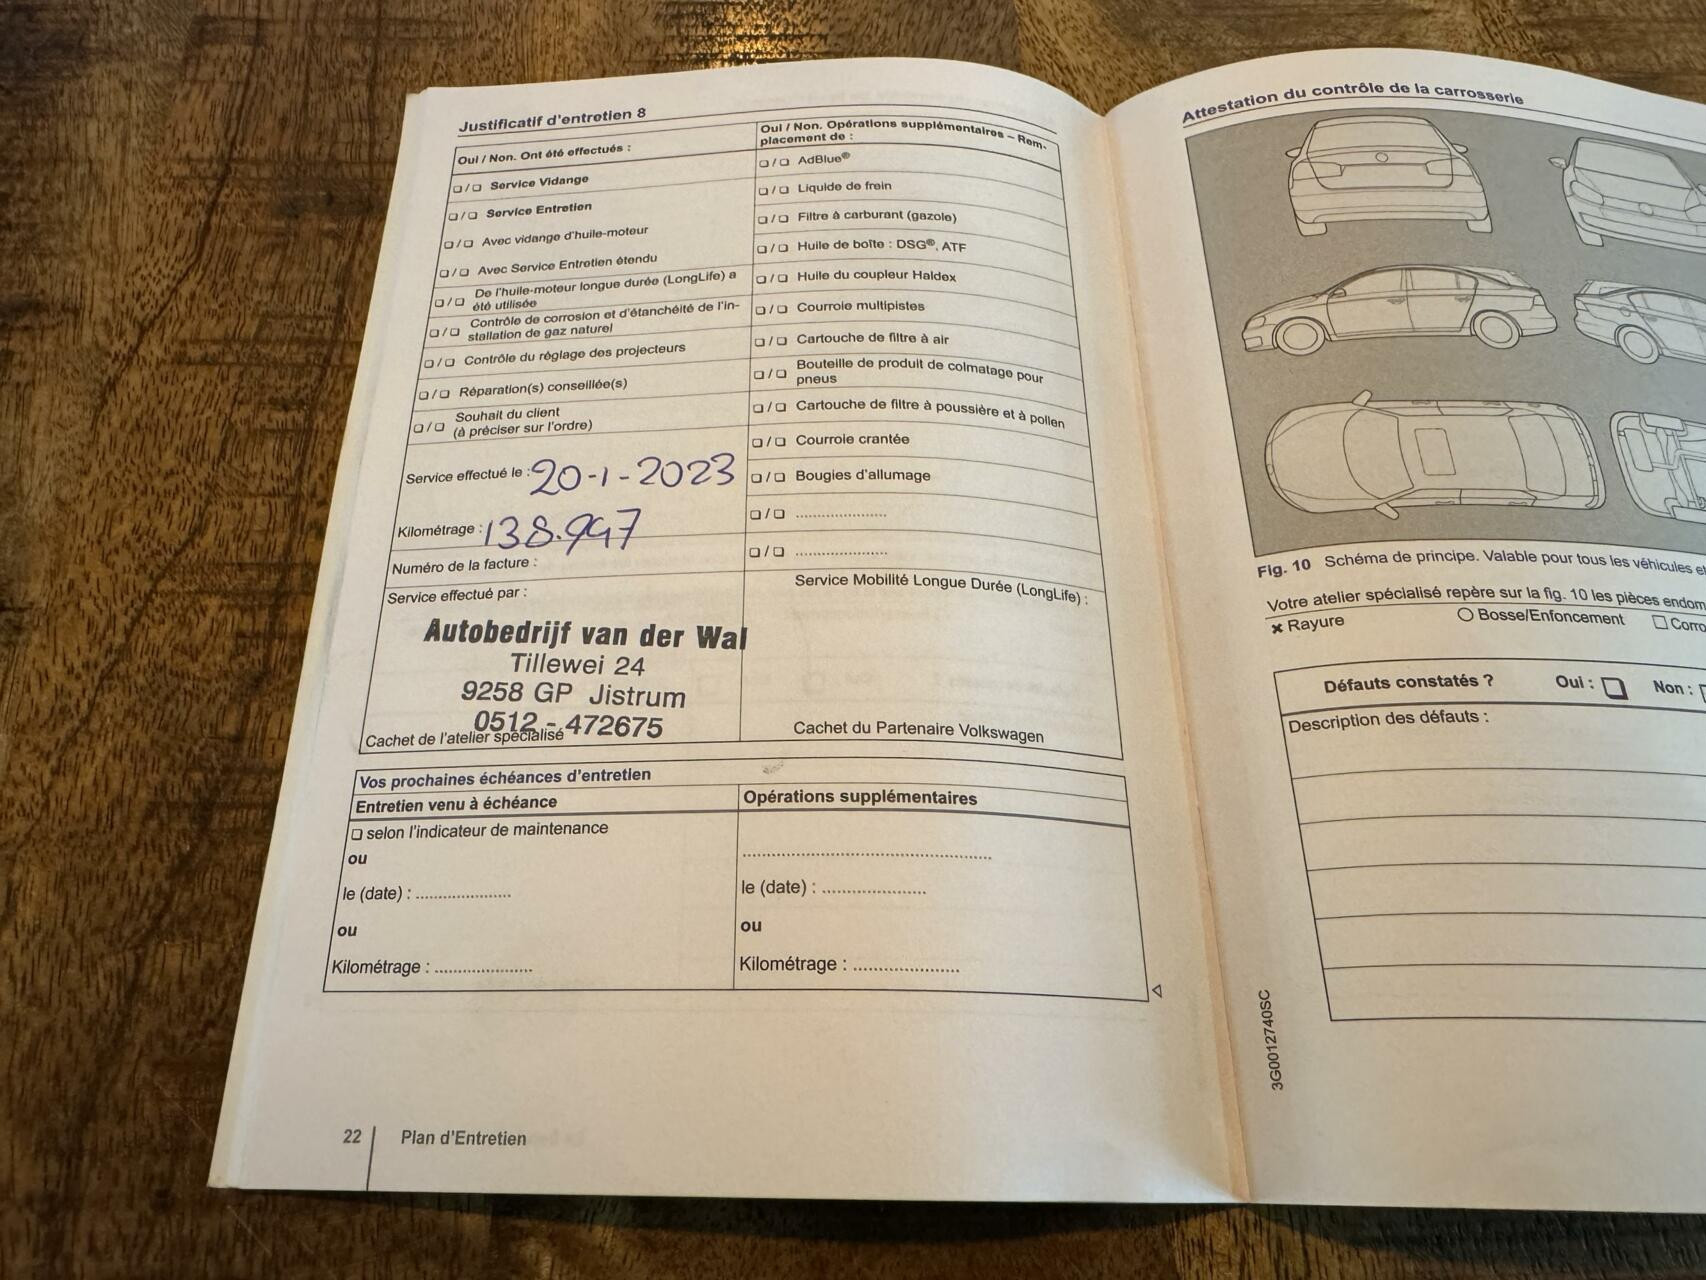 Justificatif d'entretien 8
Oui / Non. Ont été effectués :
❑ / ❑ Service Vidange
❑ / ❑ Service Entretien
❑ / ❑ Avec vidange d'huile-moteur
❑ / ❑ Avec Service Entretien étendu
❑ / ❑ De l'huile-moteur longue durée (LongLife) a
été utilisée
❑ / ❑ Contrôle de corrosion et d'étanchéité de l'in-
stallation de gaz naturel
❑ / ❑ Contrôle du réglage des projecteurs
❑ / ❑ Réparation(s) conseillée(s)
❑ / ❑ Souhait du client
(à préciser sur l'ordre)
Service effectué le : 20-1-2023
Kilométrage : 138.997
Numéro de la facture :
Service effectué par :
Autobedrijf van der Wal
Tillewei 24
9258 GP Jistrum
0512 - 472675
Cachet de l'atelier spécialisé
Oui / Non. Opérations supplémentaires – Rem-
placement de :
❑ / ❑ AdBlue®
❑ / ❑ Liquide de frein
❑ / ❑ Filtre à carburant (gazole)
❑ / ❑ Huile de boîte : DSG®, ATF
❑ / ❑ Huile du coupleur Haldex
❑ / ❑ Courroie multipistes
❑ / ❑ Cartouche de filtre à air
❑ / ❑ Bouteille de produit de colmatage pour
pneus
❑ / ❑ Cartouche de filtre à poussière et à pollen
❑ / ❑ Courroie crantée
❑ / ❑ Bougies d'allumage
❑ / ❑ .....................
❑ / ❑ .....................
Service Mobilité Longue Durée (LongLife) :
Cachet du Partenaire Volkswagen
Vos prochaines échéances d'entretien
Entretien venu à échéance
❑ selon l'indicateur de maintenance
ou
le (date) : .....................
ou
Kilométrage : .....................
Opérations supplémentaires
..................................................
le (date) : .....................
ou
Kilométrage : .....................
22 Plan d'Entretien
Attestation du contrôle de la carrosserie
Fig. 10 Schéma de principe. Valable pour tous les véhicules
Votre atelier spécialisé repère sur la fig. 10 les pièces
✖ Rayure ○ Bosse/Enfoncement ☐
Défauts constatés ? Oui : ❑ Non :
Description des défauts :
3G0012740SC